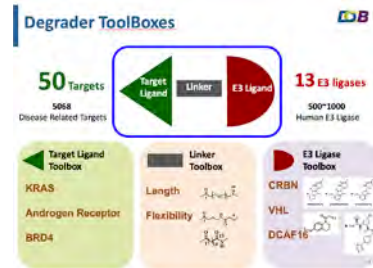 Degrader ToolBoxes
DCB
50 Targets
5068
Disease Related Targets
Target
Ligand
Linker
E3 Ligand
13 E3 ligases
500~1000
Human E3 Ligase
Target Ligand
Toolbox
KRAS
Androgen Receptor
BRD4
Linker
Toolbox
Length
Flexibility
E3 Ligase
Toolbox
CRBN
VHL
DCAF16